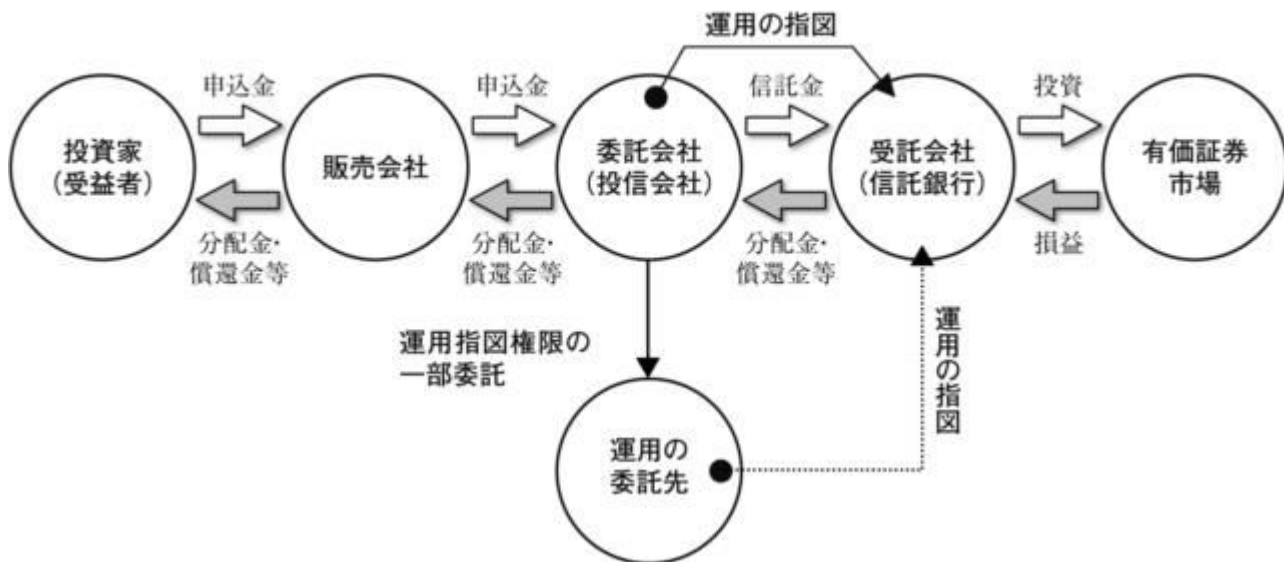 運用の指図
申込金
申込金
信託金
投資
投資家
（受益者）
販売会社
委託会社
（投信会社）
受託会社
（信託銀行）
有価証券
市場
分配金・
償還金等
分配金・
償還金等
分配金・
償還金等
損益
運用指図権限の
一部委託
運用の指図
運用の
委託先